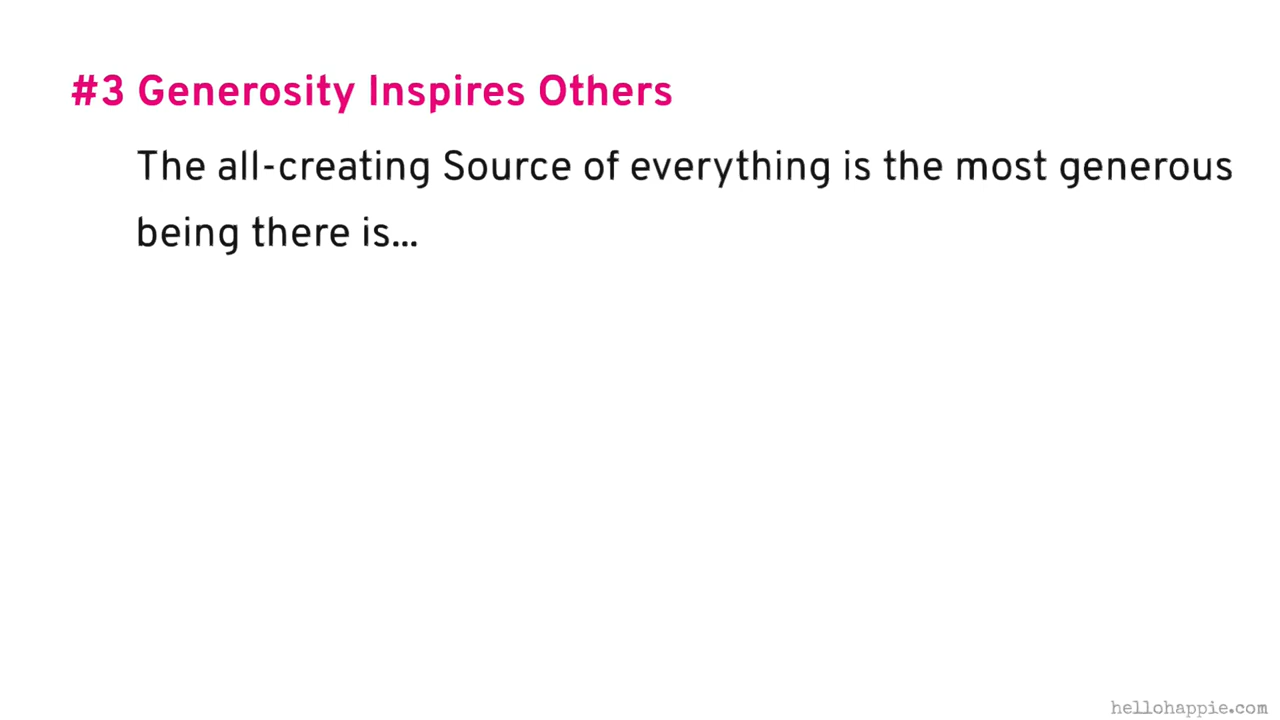 #3 Generosity Inspires Others
The all-creating Source of everything is the most generous
being there is...
hellohappie.com